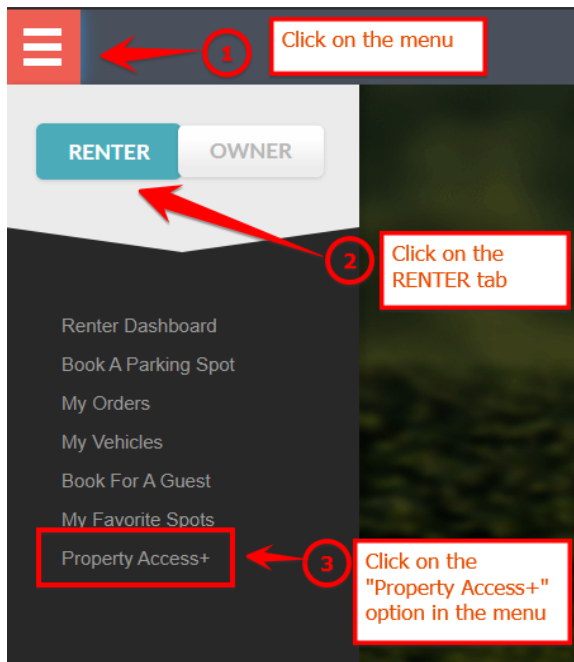 1
Click on the menu
RENTER
OWNER
2
Click on the
RENTER tab
Renter Dashboard
Book A Parking Spot
My Orders
My Vehicles
Book For A Guest
My Favorite Spots
Property Access+
3
Click on the
"Property Access+"
option in the menu